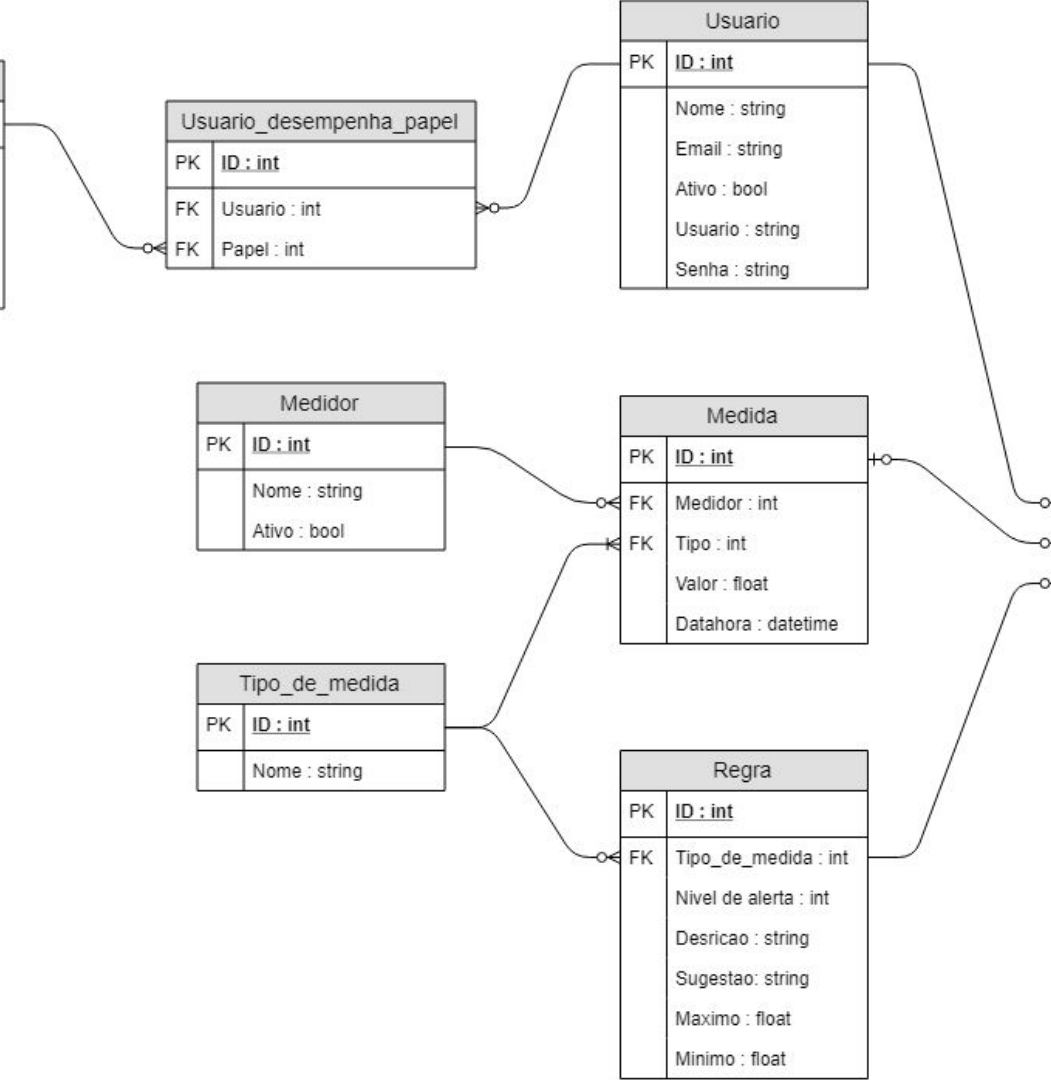 Usuario
PK ID : int
Nome : string
Email : string
Ativo : bool
Usuario : string
Senha : string
Usuario_desempenha_papel
PK ID : int
FK Usuario : int
FK Papel : int
Medidor
PK ID : int
Nome : string
Ativo : bool
Medida
PK ID : int
FK Medidor : int
FK Tipo : int
Valor : float
Datahora : datetime
Tipo_de_medida
PK ID : int
Nome : string
Regra
PK ID : int
FK Tipo_de_medida : int
Nivel de alerta : int
Desricao : string
Sugestao: string
Maximo : float
Minimo : float